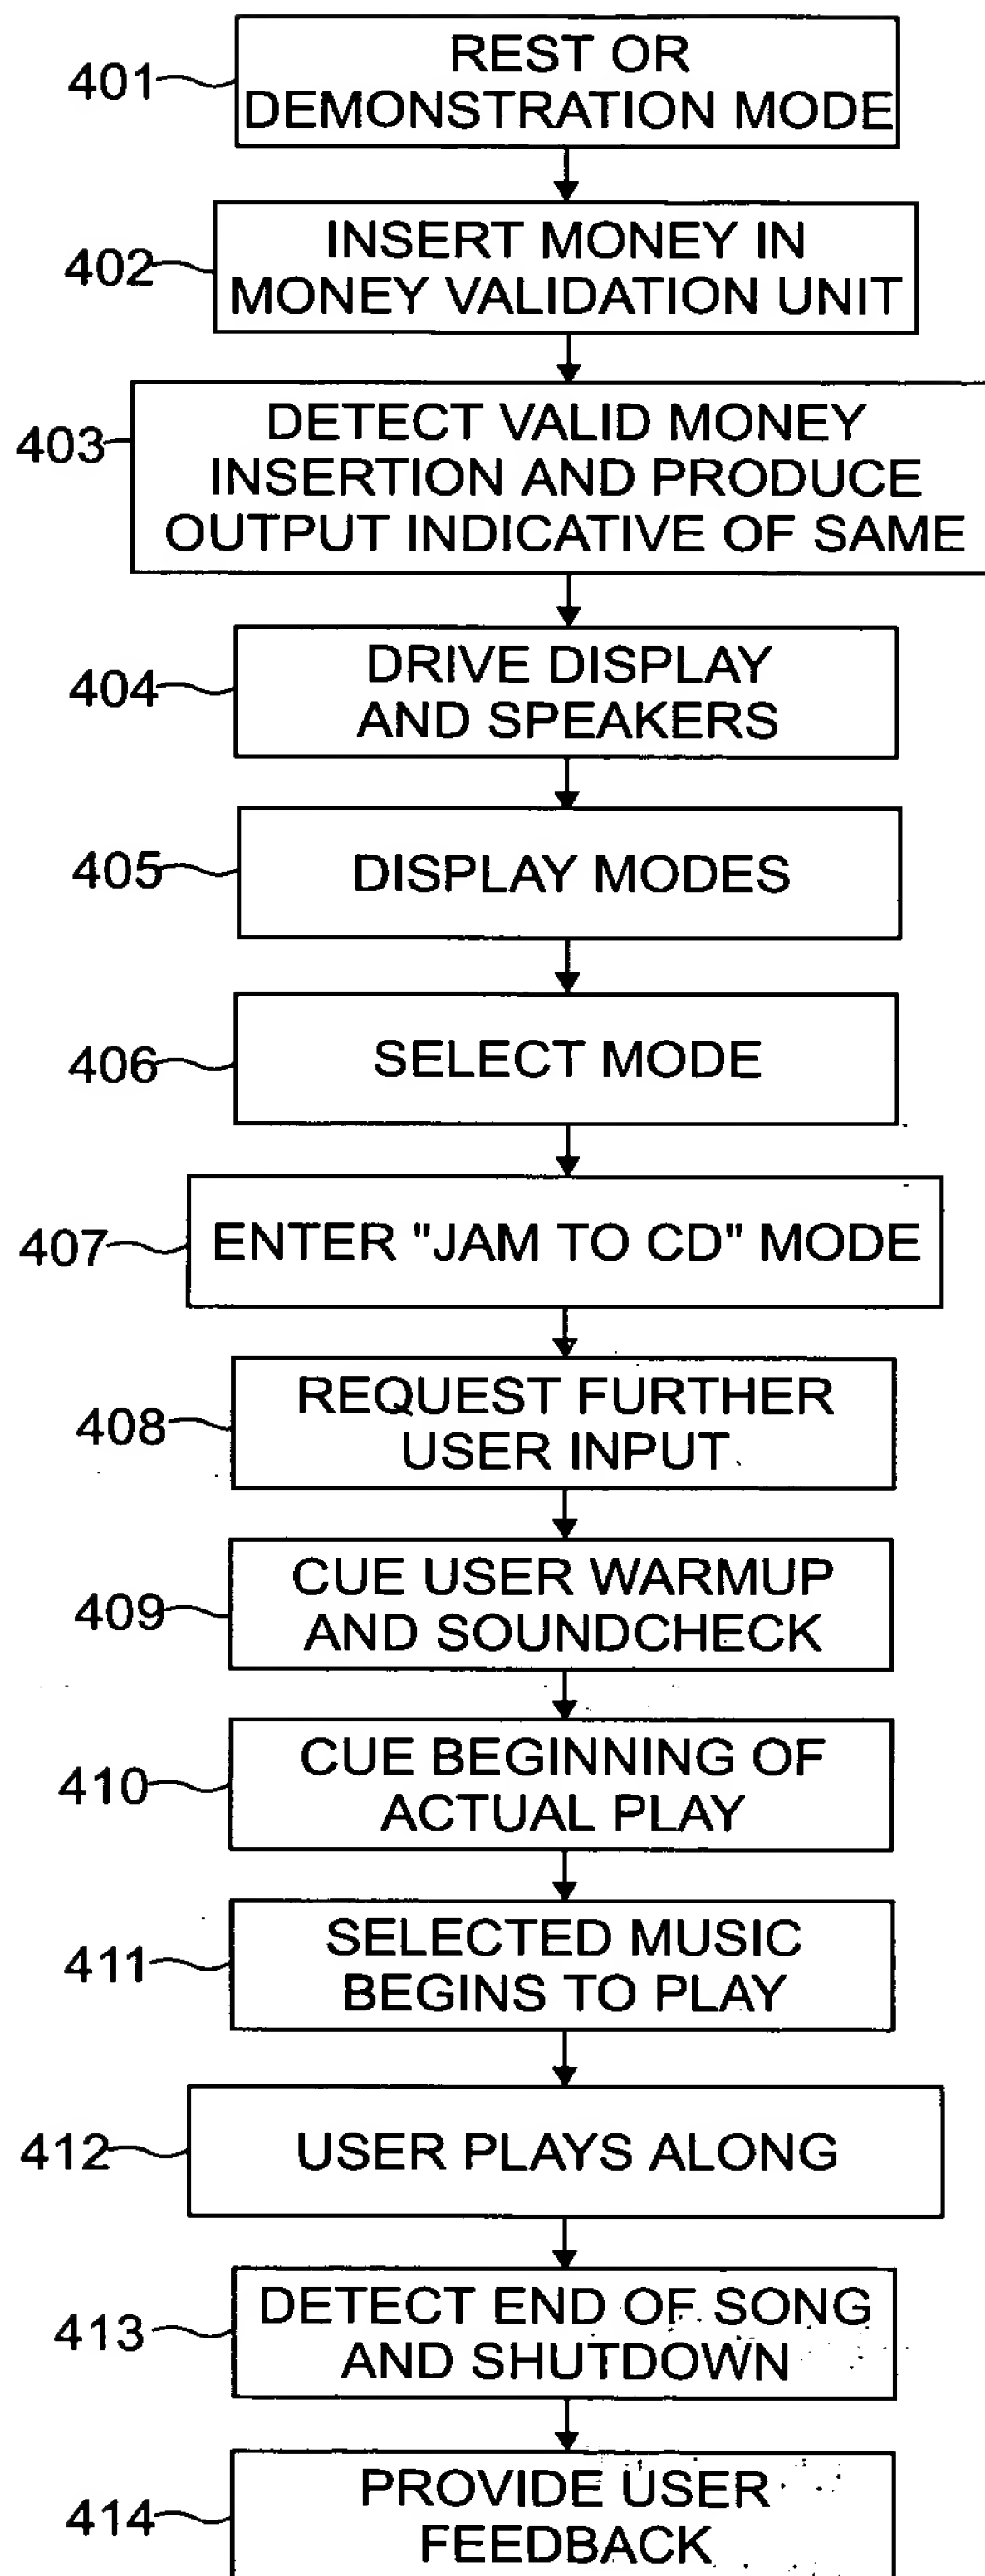 401
REST OR
DEMONSTRATION MODE
402
INSERT MONEY IN
MONEY VALIDATION UNIT
403
DETECT VALID MONEY
INSERTION AND PRODUCE
OUTPUT INDICATIVE OF SAME
404
DRIVE DISPLAY
AND SPEAKERS
405
DISPLAY MODES
406
SELECT MODE
407
ENTER "JAM TO CD" MODE
408
REQUEST FURTHER
USER INPUT
409
CUE USER WARMUP
AND SOUNDCHECK
410
CUE BEGINNING OF
ACTUAL PLAY
411
SELECTED MUSIC
BEGINS TO PLAY
412
USER PLAYS ALONG
413
DETECT END OF SONG
AND SHUTDOWN
414
PROVIDE USER
FEEDBACK